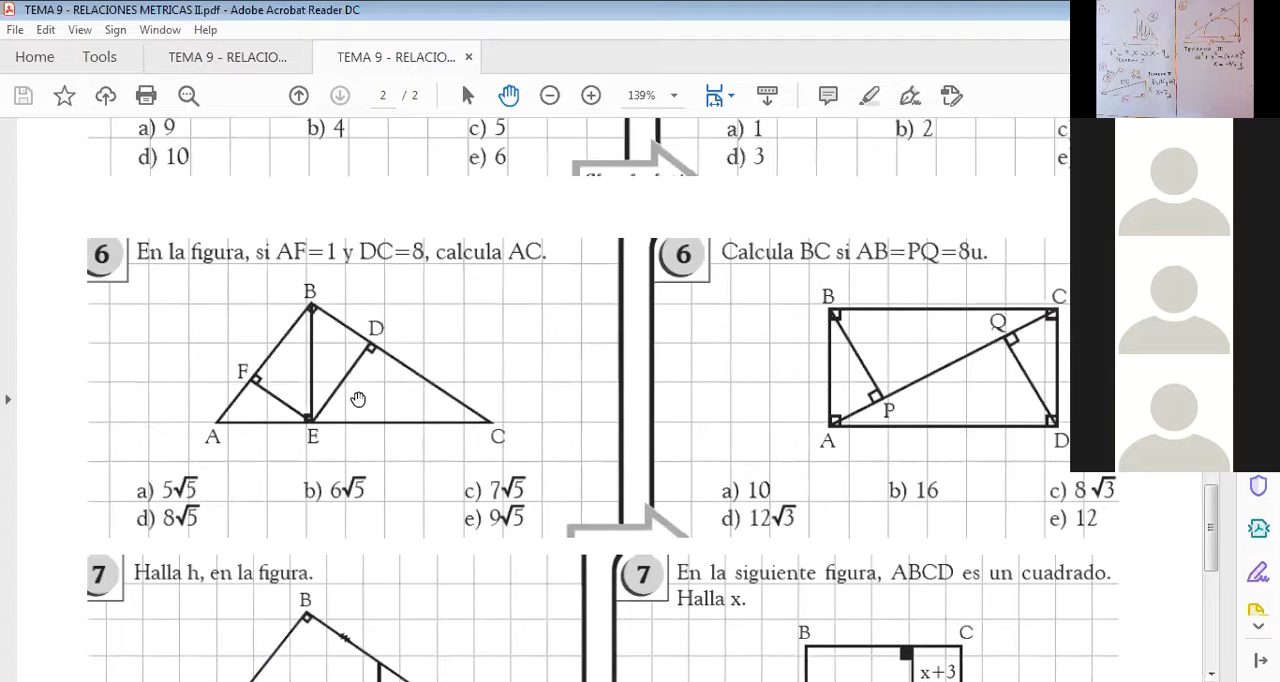 TEMA 9 - RELACIONES METRICAS II.pdf - Adobe Acrobat Reader DC
File Edit View Sign Window Help
Home Tools TEMA 9 - RELACIO... TEMA 9 - RELACIO... ×
2 / 2 139%
a) 9 b) 4 c) 5
d) 10 e) 6
a) 1 b) 2 c
d) 3 e
6 En la figura, si AF=1 y DC=8, calcula AC.
B
D
F
A E C
a) 5√5 b) 6√5 c) 7√5
d) 8√5 e) 9√5
6 Calcula BC si AB=PQ=8u.
B C
Q
P
A D
a) 10 b) 16 c) 8√3
d) 12√3 e) 12
7 Halla h, en la figura.
B
7 En la siguiente figura, ABCD es un cuadrado.
Halla x.
B C
x+3